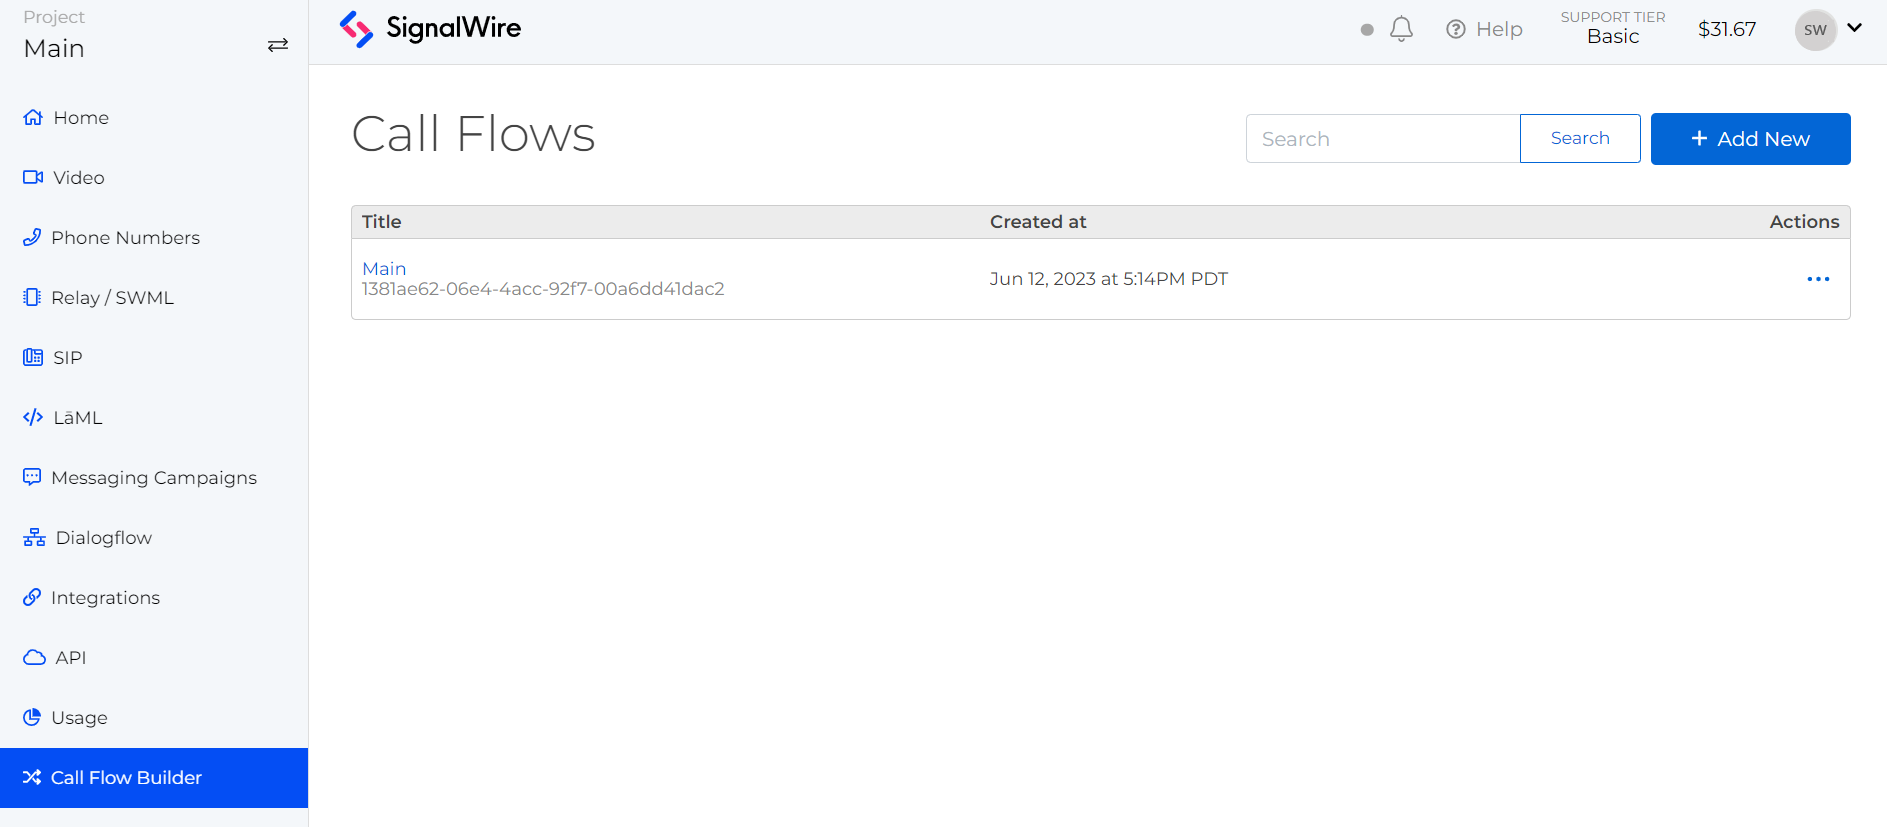 Project
Main
SignalWire
Help
SUPPORT TIER
Basic
$31.67
SW
Home
Video
Phone Numbers
Relay / SWML
SIP
LāML
Messaging Campaigns
Dialogflow
Integrations
API
Usage
Call Flow Builder
Call Flows
Search
Search
+ Add New
Title
Created at
Actions
Main
1381ae62-06e4-4acc-92f7-00a6dd41dac2
Jun 12, 2023 at 5:14PM PDT